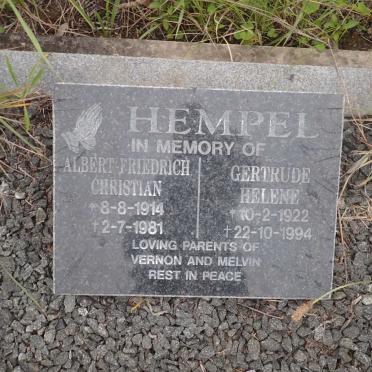 HEMPEL
IN MEMORY OF
ALBERT FRIEDRICH
CHRISTIAN
*8-8-1914
†2-7-1981
GERTRUDE
HELENE
*10-2-1922
†22-10-1994
LOVING PARENTS OF
VERNON AND MELVIN
REST IN PEACE